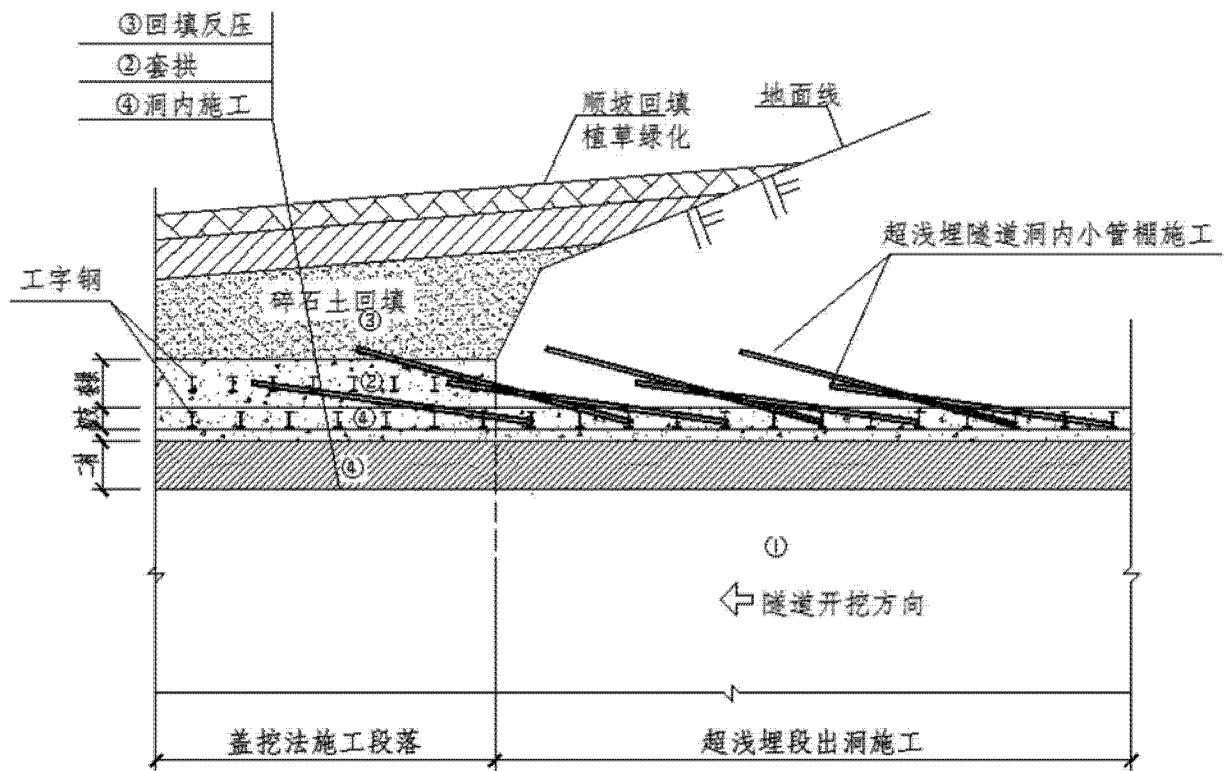 ③回填反压
②套拱
④洞内施工
顺坡回填
植草绿化
地面线
超浅埋隧道洞内小管棚施工
工字钢
碎石土回填
③
②
④
④
①
隧道开挖方向
盖挖法施工段落
超浅埋段出洞施工